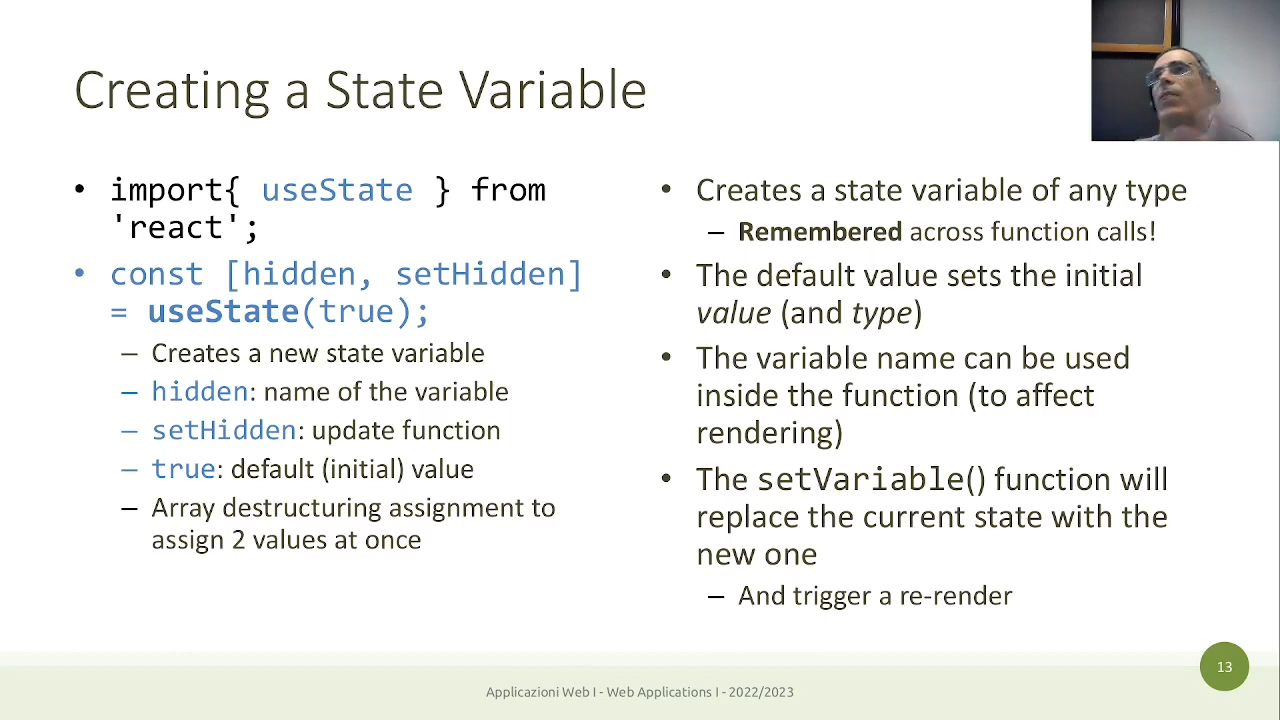 Creating a State Variable
• import{ useState } from
'react';
• const [hidden, setHidden]
= useState(true);
– Creates a new state variable
– hidden: name of the variable
– setHidden: update function
– true: default (initial) value
– Array destructuring assignment to
assign 2 values at once
• Creates a state variable of any type
– Remembered across function calls!
• The default value sets the initial
value (and type)
• The variable name can be used
inside the function (to affect
rendering)
• The setVariable() function will
replace the current state with the
new one
– And trigger a re-render
13
Applicazioni Web I - Web Applications I - 2022/2023